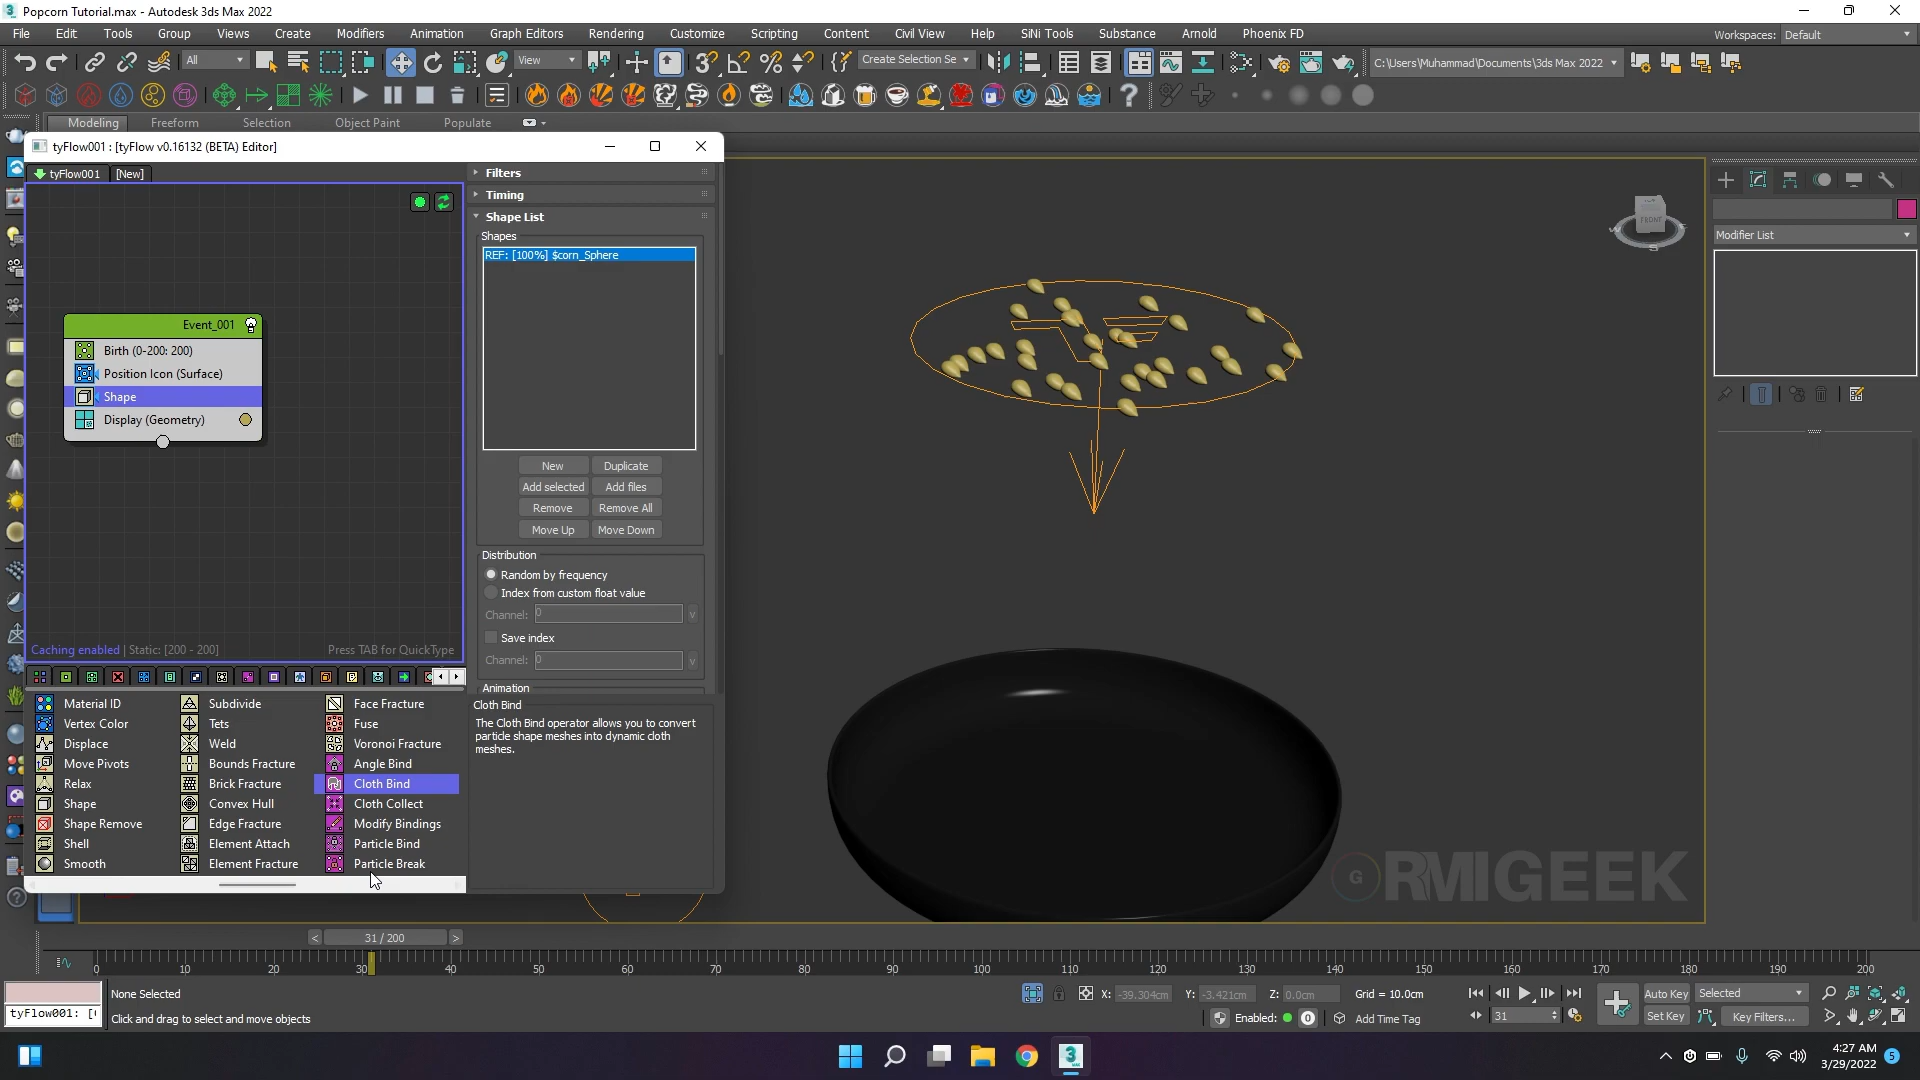 Popcorn Tutorial.max - Autodesk 3ds Max 2022
File Edit Tools Group Views Create Modifiers Animation Graph Editors Rendering Customize Scripting Content Civil View Help SiNi Tools Substance Arnold Phoenix FD
Workspaces: Default
All
View
Create Selection Se
C:\Users\Muhammad\Documents\3ds Max 2022
Modeling Freeform Selection Object Paint Populate
tyFlow001 : [tyFlow v0.16132 (BETA) Editor]
tyFlow001 [New]
Event_001
Birth (0-200: 200)
Position Icon (Surface)
Shape
Display (Geometry)
Caching enabled | Static: [200 - 200]
Press TAB for QuickType
Filters
Timing
Shape List
Shapes
REF: [100%] $corn_Sphere
New Duplicate
Add selected Add files
Remove Remove All
Move Up Move Down
Distribution
Random by frequency
Index from custom float value
Channel: 0 v
Save index
Channel: 0 v
Animation
Material ID Subdivide Face Fracture
Vertex Color Tets Fuse
Displace Weld Voronoi Fracture
Move Pivots Bounds Fracture Angle Bind
Relax Brick Fracture Cloth Bind
Shape Convex Hull Cloth Collect
Shape Remove Edge Fracture Modify Bindings
Shell Element Attach Particle Bind
Smooth Element Fracture Particle Break
Cloth Bind
The Cloth Bind operator allows you to convert
particle shape meshes into dynamic cloth
meshes.
FRONT
W
S
Modifier List
G ORMIGEEK
< 31 / 200 >
0 10 20 30 40 50 60 70 80 90 100 110 120 130 140 150 160 170 180 190 200
None Selected
Click and drag to select and move objects
tyFlow001: [
X: -39.304cm Y: -3.421cm Z: 0.0cm Grid = 10.0cm
Enabled: 0 Add Time Tag
31
Auto Key Selected
Set Key Key Filters...
4:27 AM
3/29/2022
5